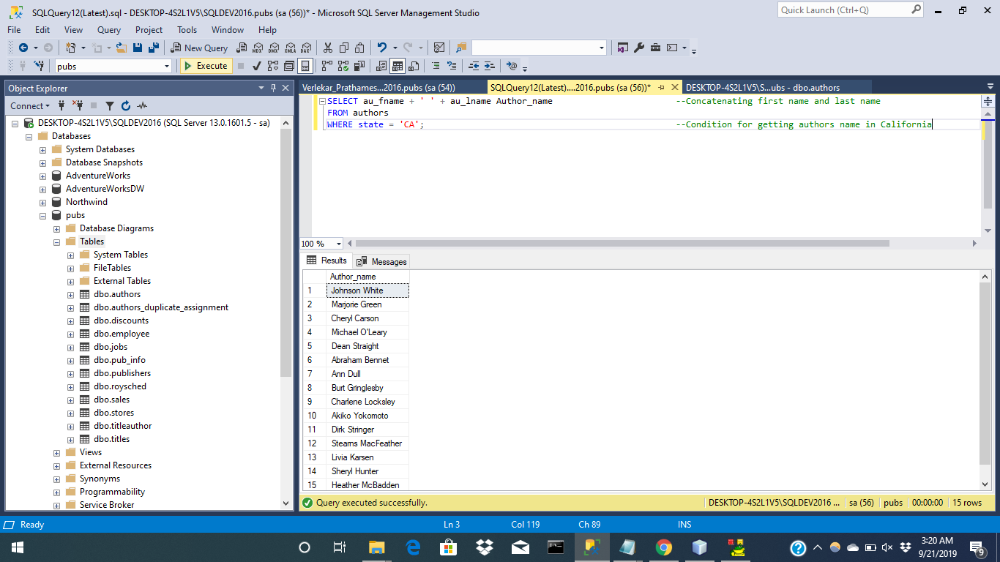 SQLQuery12(Latest).sql - DESKTOP-4S2L1V5\SQLDEV2016.pubs (sa (56))* - Microsoft SQL Server Management Studio
Quick Launch (Ctrl+Q)
File Edit View Query Project Tools Window Help
New Query MDX DMX XMLA DAX
pubs Execute
Object Explorer
Connect
DESKTOP-4S2L1V5\SQLDEV2016 (SQL Server 13.0.1601.5 - sa)
Databases
System Databases
Database Snapshots
AdventureWorks
AdventureWorksDW
Northwind
pubs
Database Diagrams
Tables
System Tables
FileTables
External Tables
dbo.authors
dbo.authors_duplicate_assignment
dbo.discounts
dbo.employee
dbo.jobs
dbo.pub_info
dbo.publishers
dbo.roysched
dbo.sales
dbo.stores
dbo.titleauthor
dbo.titles
Views
External Resources
Synonyms
Programmability
Service Broker
Verlekar_Prathames...2016.pubs (sa (54)) SQLQuery12(Latest)....2016.pubs (sa (56))* DESKTOP-4S2L1V5\S...ubs - dbo.authors
SELECT au_fname + ' ' + au_lname Author_name --Concatenating first name and last name
FROM authors
WHERE state = 'CA'; --Condition for getting authors name in California
100 %
Results Messages
Author_name
1 Johnson White
2 Marjorie Green
3 Cheryl Carson
4 Michael O'Leary
5 Dean Straight
6 Abraham Bennet
7 Ann Dull
8 Burt Gringlesby
9 Charlene Locksley
10 Akiko Yokomoto
11 Dirk Stringer
12 Stearns MacFeather
13 Livia Karsen
14 Sheryl Hunter
15 Heather McBadden
Query executed successfully. DESKTOP-4S2L1V5\SQLDEV2016 ... sa (56) pubs 00:00:00 15 rows
Ready Ln 3 Col 119 Ch 89 INS
3:20 AM
9/21/2019
9